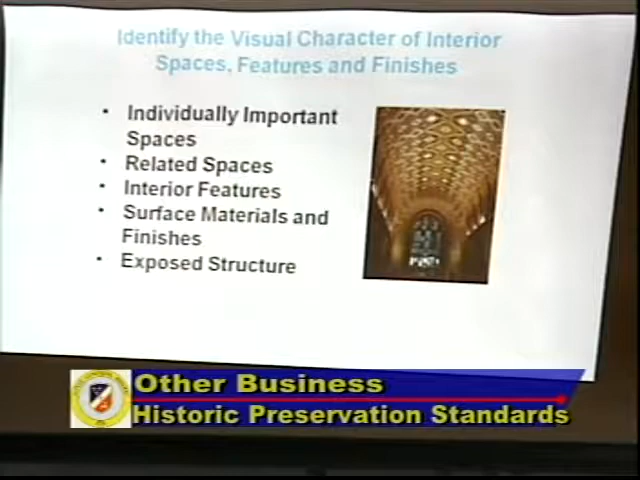 Identify the Visual Character of Interior
Spaces, Features and Finishes
• Individually Important
Spaces
• Related Spaces
• Interior Features
• Surface Materials and
Finishes
• Exposed Structure
Other Business
Historic Preservation Standards